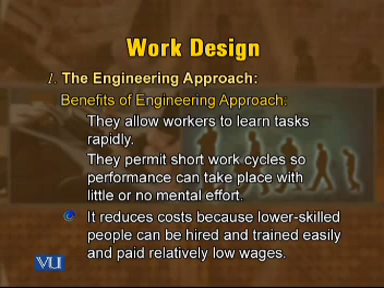 Work Design
1. The Engineering Approach:
Benefits of Engineering Approach:
They allow workers to learn tasks
rapidly.
They permit short work cycles so
performance can take place with
little or no mental effort.
It reduces costs because lower-skilled
people can be hired and trained easily
and paid relatively low wages.
VU